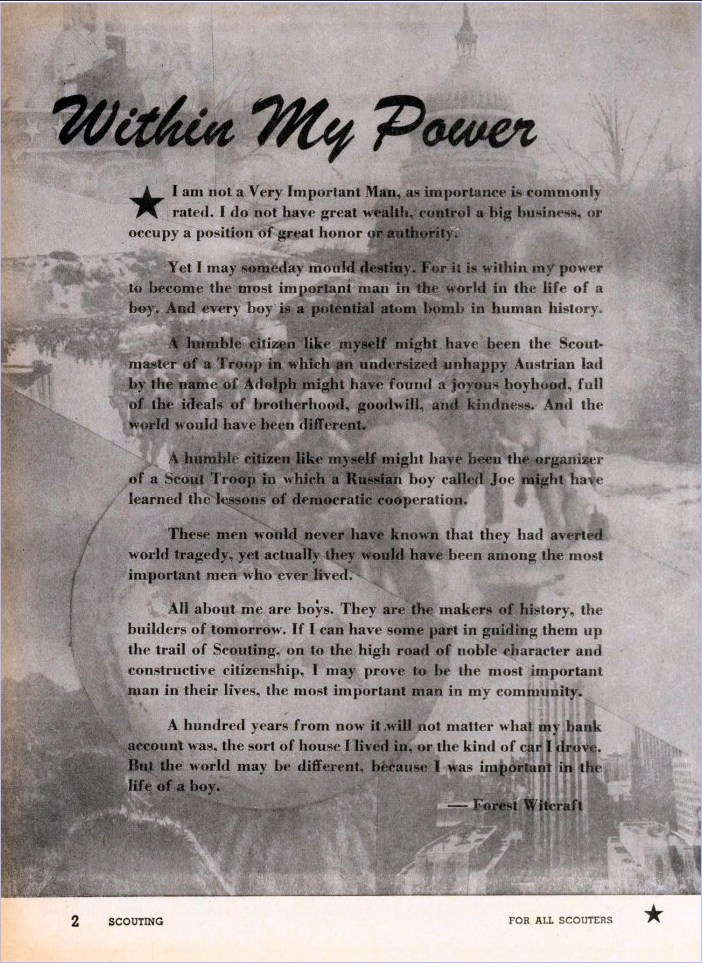 Within My Power
★ I am not a Very Important Man, as importance is commonly
rated. I do not have great wealth, control a big business, or
occupy a position of great honor or authority.
Yet I may someday mould destiny. For it is within my power
to become the most important man in the world in the life of a
boy. And every boy is a potential atom bomb in human history.
A humble citizen like myself might have been the Scout-
master of a Troop in which an undersized unhappy Austrian lad
by the name of Adolph might have found a joyous boyhood, full
of the ideals of brotherhood, goodwill, and kindness. And the
world would have been different.
A humble citizen like myself might have been the organizer
of a Scout Troop in which a Russian boy called Joe might have
learned the lessons of democratic cooperation.
These men would never have known that they had averted
world tragedy, yet actually they would have been among the most
important men who ever lived.
All about me are boys. They are the makers of history, the
builders of tomorrow. If I can have some part in guiding them up
the trail of Scouting, on to the high road of noble character and
constructive citizenship, I may prove to be the most important
man in their lives, the most important man in my community.
A hundred years from now it will not matter what my bank
account was, the sort of house I lived in, or the kind of car I drove.
But the world may be different, because I was important in the
life of a boy.
— Forest Witcraft
2 SCOUTING FOR ALL SCOUTERS ★